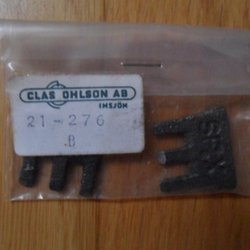 CLAS OHLSON AB
INSJÖN
21-276
B